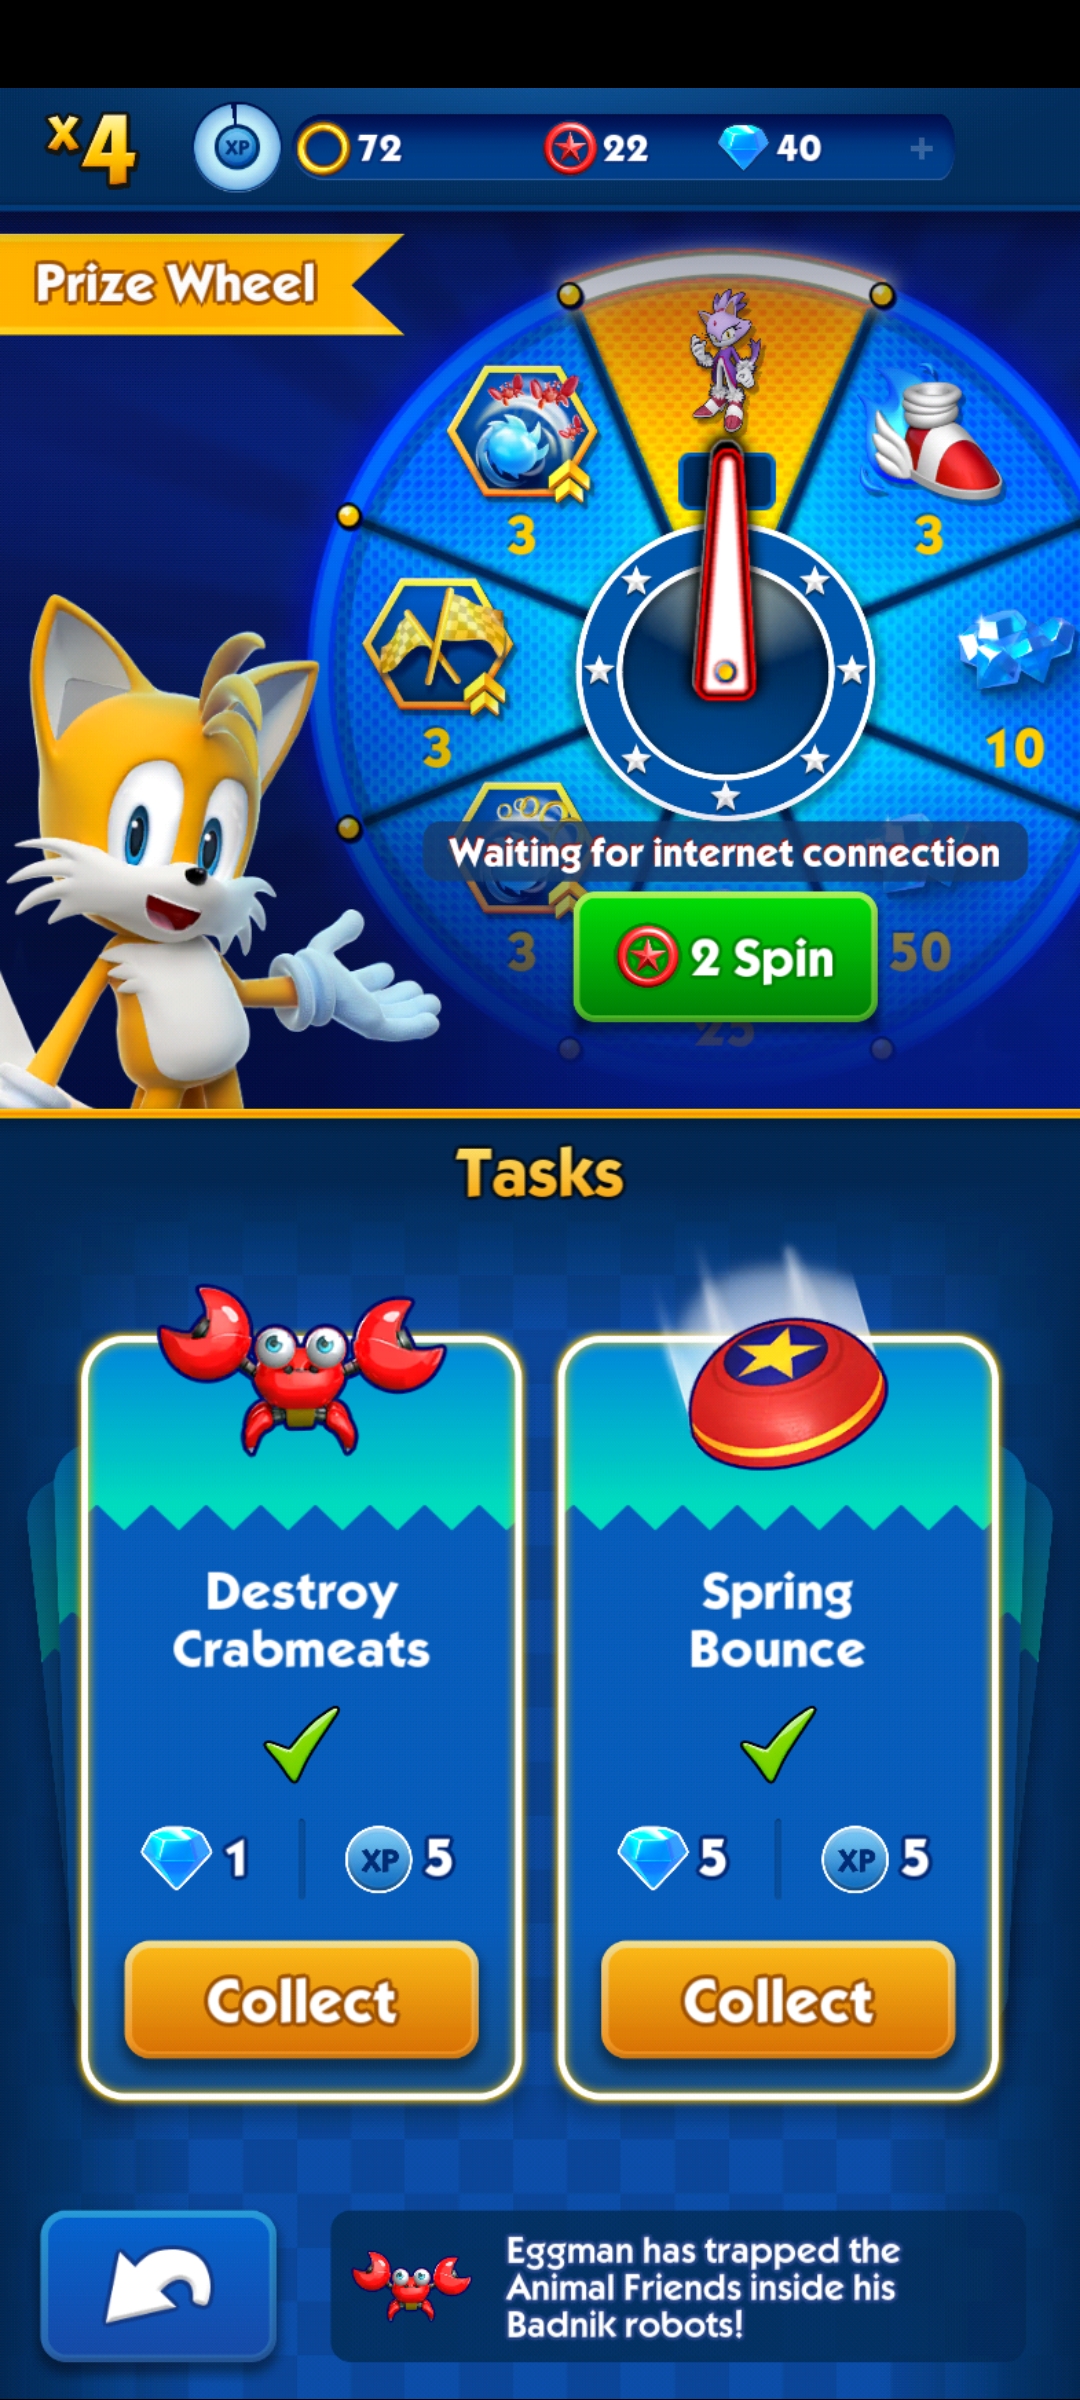 x4
XP
72
22
40
+
Prize Wheel
3
3
3
10
Waiting for internet connection
3
2 Spin
50
25
Tasks
Destroy
Crabmeats
1
XP
5
Collect
Spring
Bounce
5
XP
5
Collect
Eggman has trapped the
Animal Friends inside his
Badnik robots!